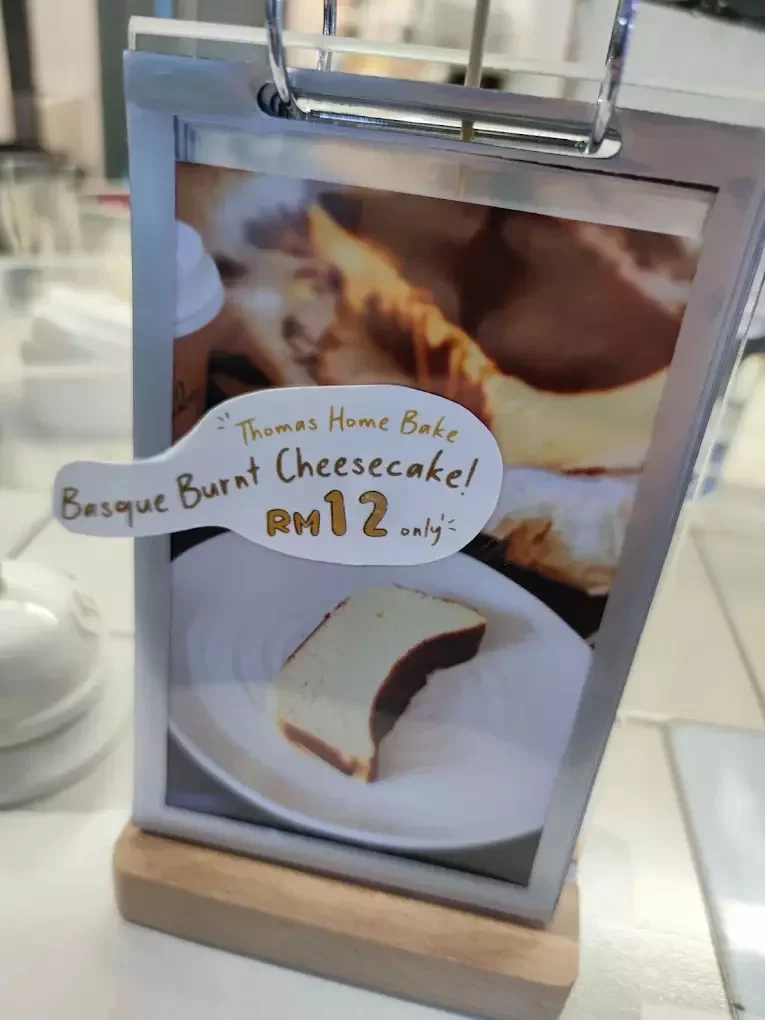 Thomas Home Bake
Basque Burnt Cheesecake!
RM12 only